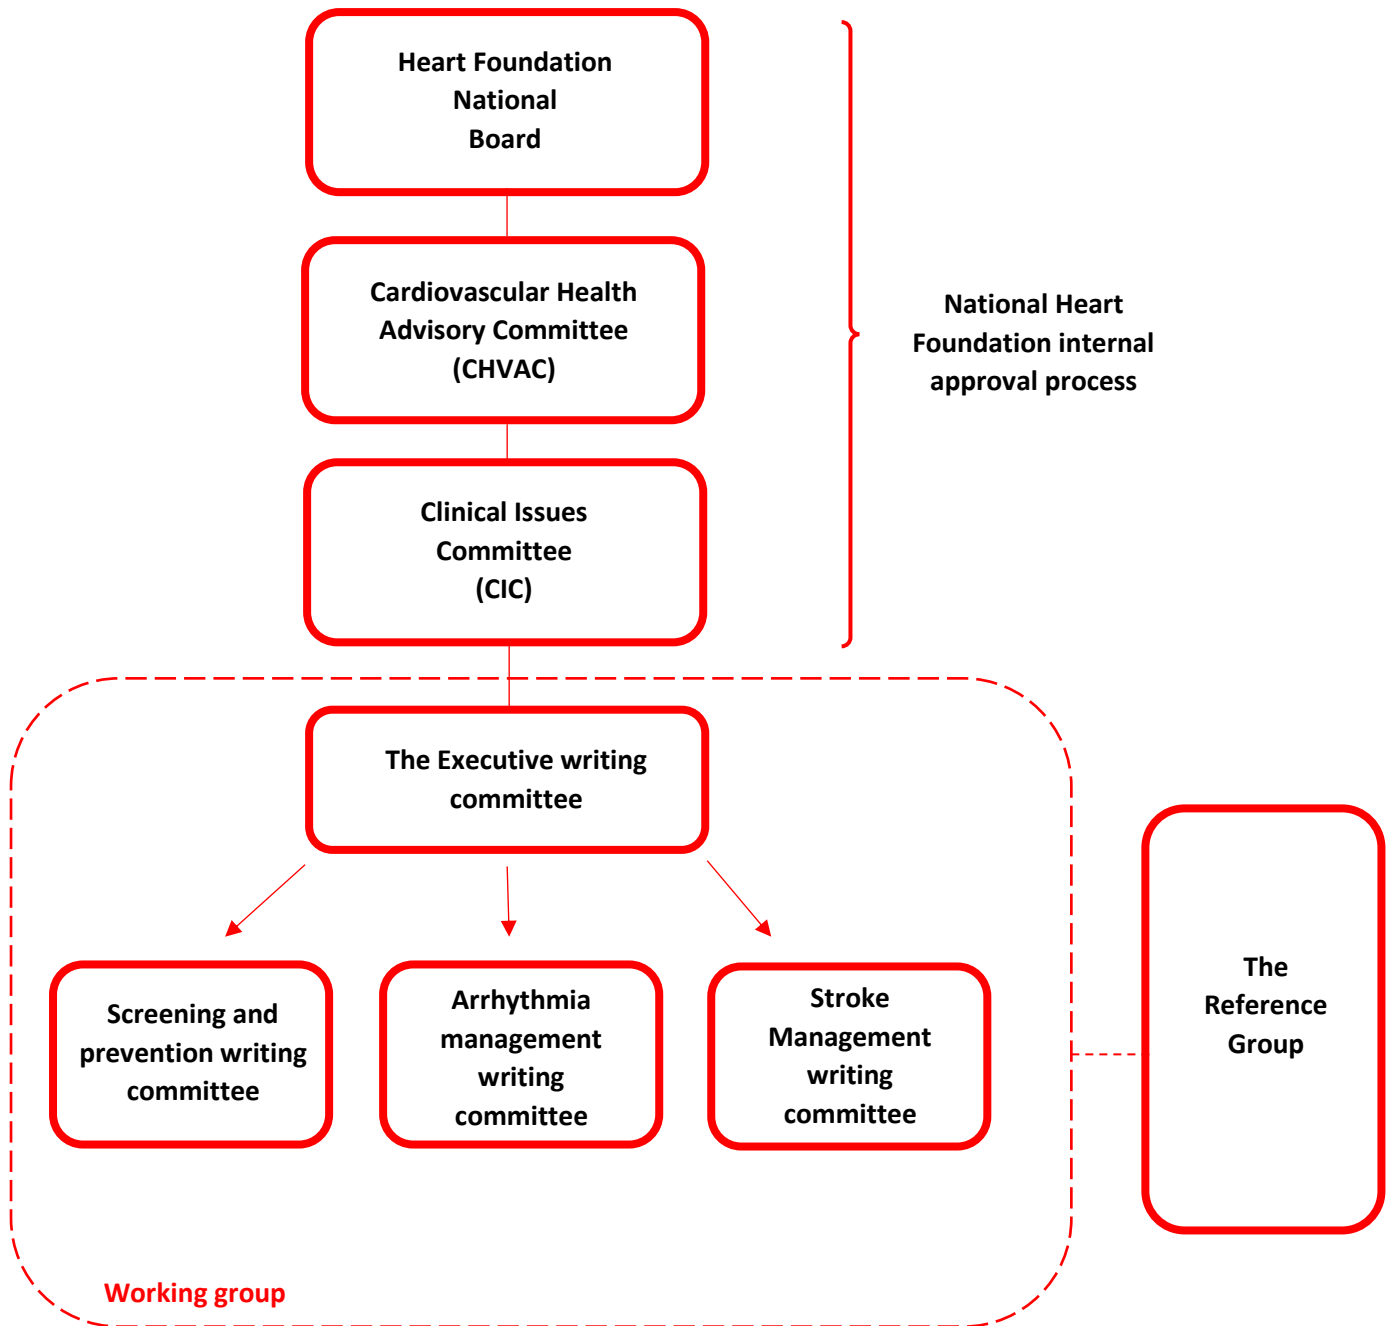 Heart Foundation
National
Board
Cardiovascular Health
Advisory Committee
(CHVAC)
National Heart
Foundation internal
approval process
Clinical Issues
Committee
(CIC)
The Executive writing
committee
Screening and
prevention writing
committee
Arrhythmia
management
writing
committee
Stroke
Management
writing
committee
The
Reference
Group
Working group